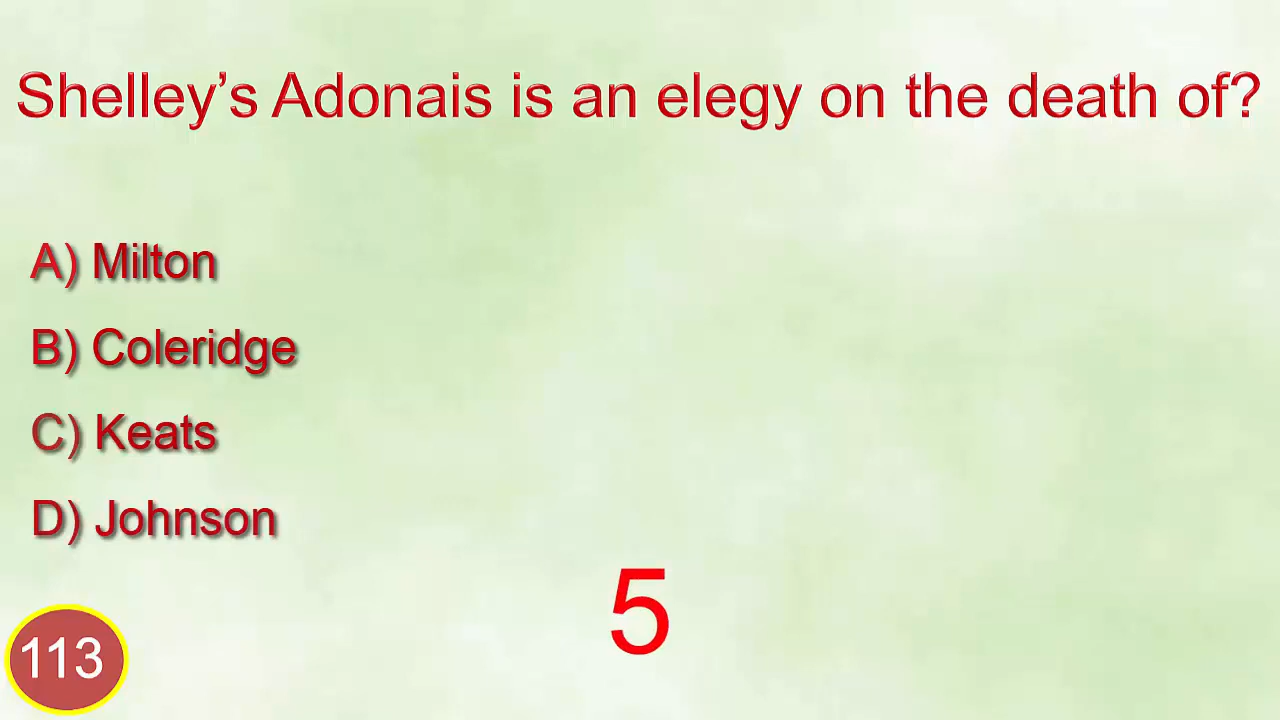 Shelley’s Adonais is an elegy on the death of?
A) Milton
B) Coleridge
C) Keats
D) Johnson
5
113